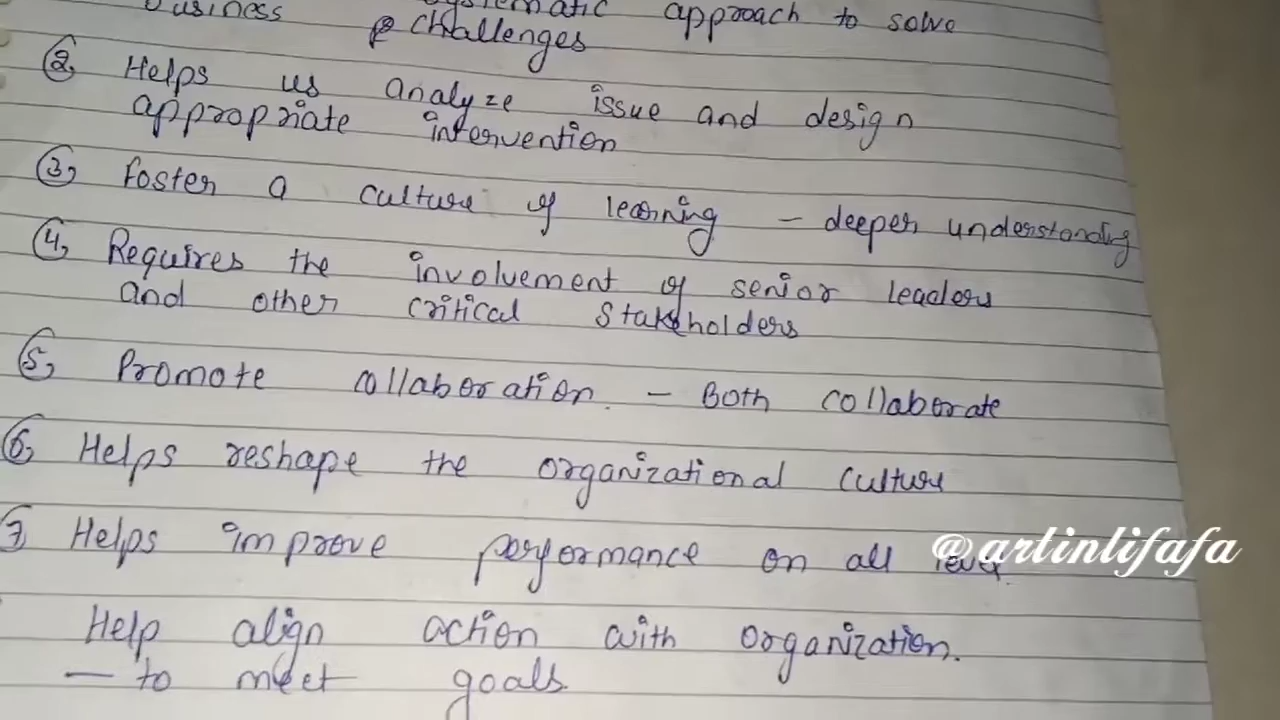 systematic approach to solve
business challenges
2, Helps us analyze issue and design
appropriate intervention
3, Foster a culture of learning - deeper understanding
4, Requires the involvement of senior leaders
and other critical stakeholders
5, Promote collaboration. - Both collaborate
6, Helps reshape the organizational culture
7 Helps improve performance on all level.
@artinlifafa
Help align action with organization.
- to meet goals.